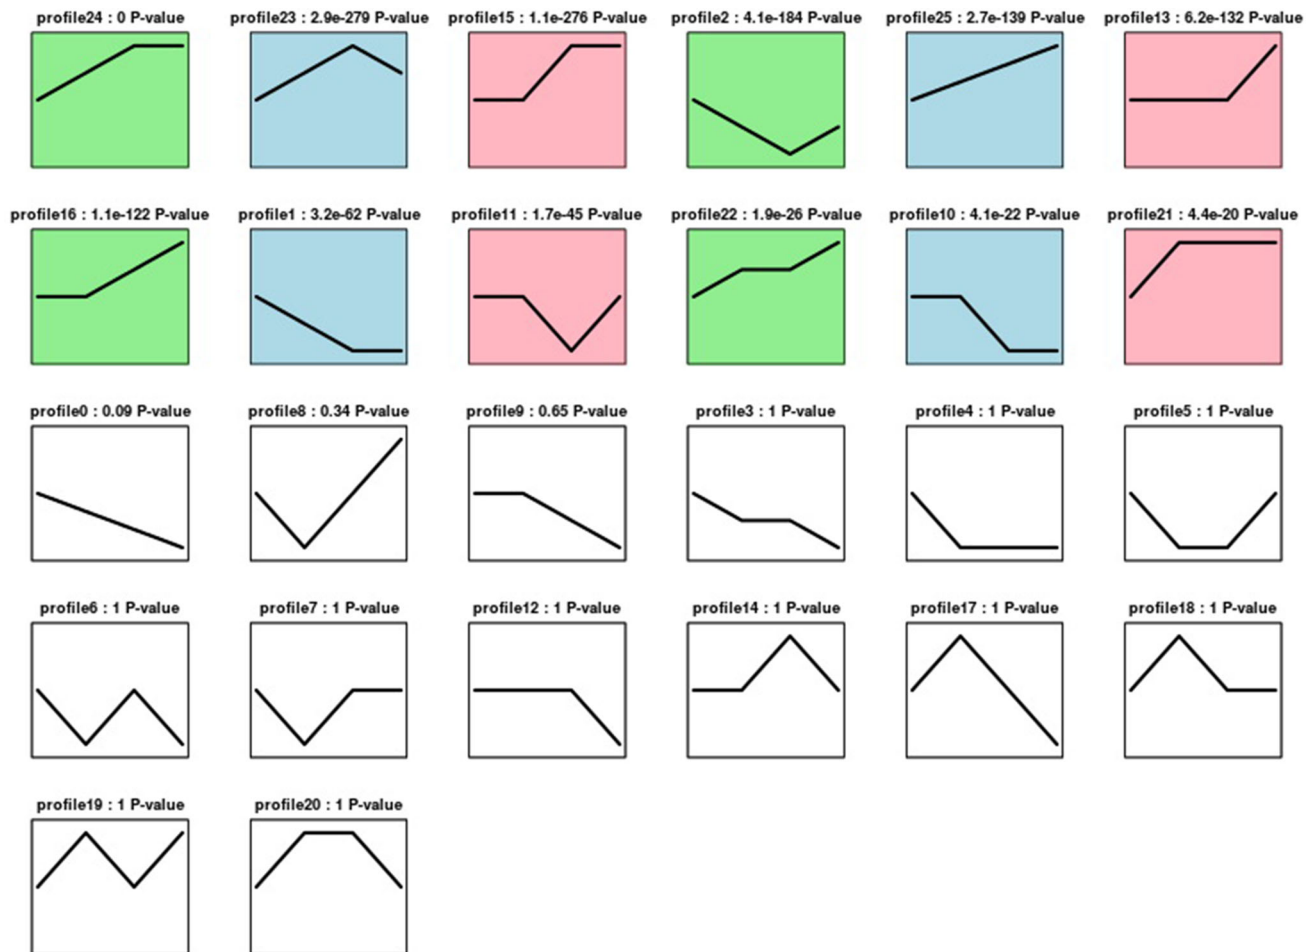 profile24 : 0 P-value
profile23 : 2.9e-279 P-value
profile15 : 1.1e-276 P-value
profile2 : 4.1e-184 P-value
profile25 : 2.7e-139 P-value
profile13 : 6.2e-132 P-value
profile16 : 1.1e-122 P-value
profile1 : 3.2e-62 P-value
profile11 : 1.7e-45 P-value
profile22 : 1.9e-26 P-value
profile10 : 4.1e-22 P-value
profile21 : 4.4e-20 P-value
profile0 : 0.09 P-value
profile8 : 0.34 P-value
profile9 : 0.65 P-value
profile3 : 1 P-value
profile4 : 1 P-value
profile5 : 1 P-value
profile6 : 1 P-value
profile7 : 1 P-value
profile12 : 1 P-value
profile14 : 1 P-value
profile17 : 1 P-value
profile18 : 1 P-value
profile19 : 1 P-value
profile20 : 1 P-value